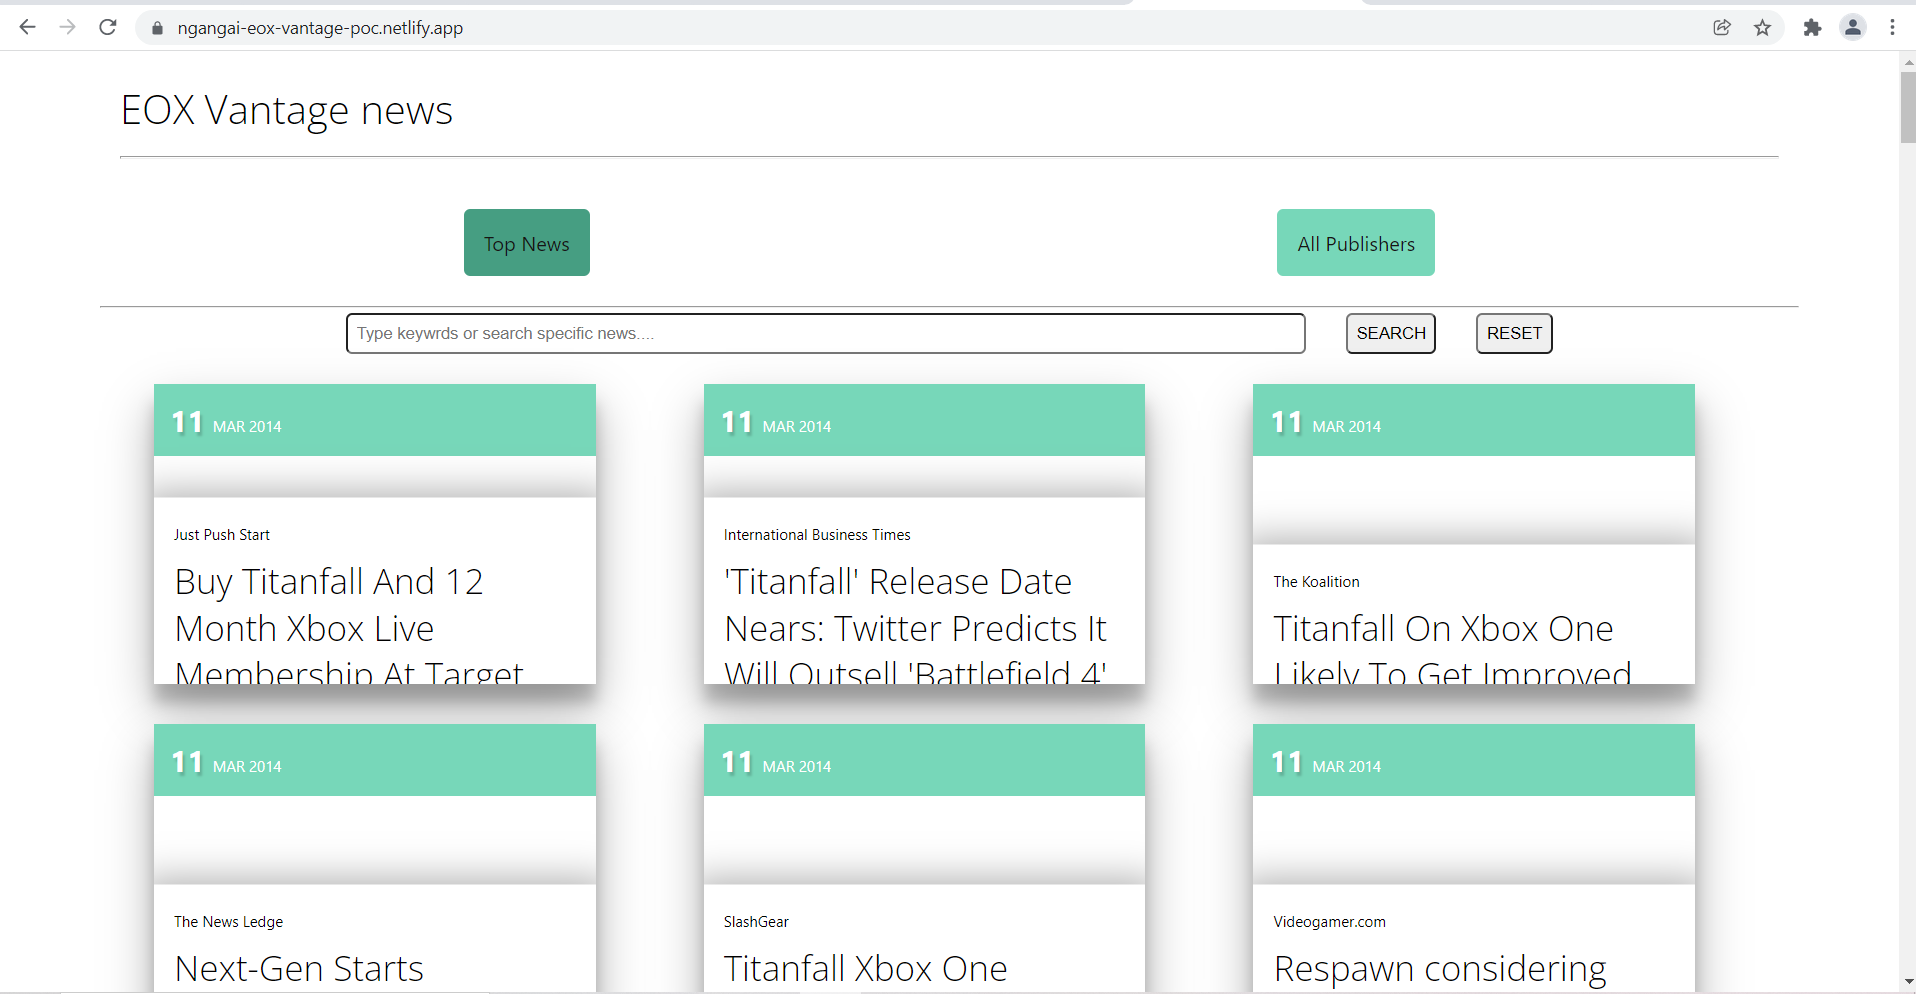 ngangai-eox-vantage-poc.netlify.app
EOX Vantage news
Top News
All Publishers
Type keywrds or search specific news....
SEARCH
RESET
11 MAR 2014
Just Push Start
Buy Titanfall And 12
Month Xbox Live
Membership At Target
11 MAR 2014
International Business Times
'Titanfall' Release Date
Nears: Twitter Predicts It
Will Outsell 'Battlefield 4'
11 MAR 2014
The Koalition
Titanfall On Xbox One
Likely To Get Improved
11 MAR 2014
The News Ledge
Next-Gen Starts
11 MAR 2014
SlashGear
Titanfall Xbox One
11 MAR 2014
Videogamer.com
Respawn considering